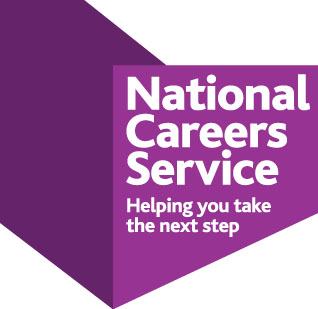 National
Careers
Service
Helping you take
the next step